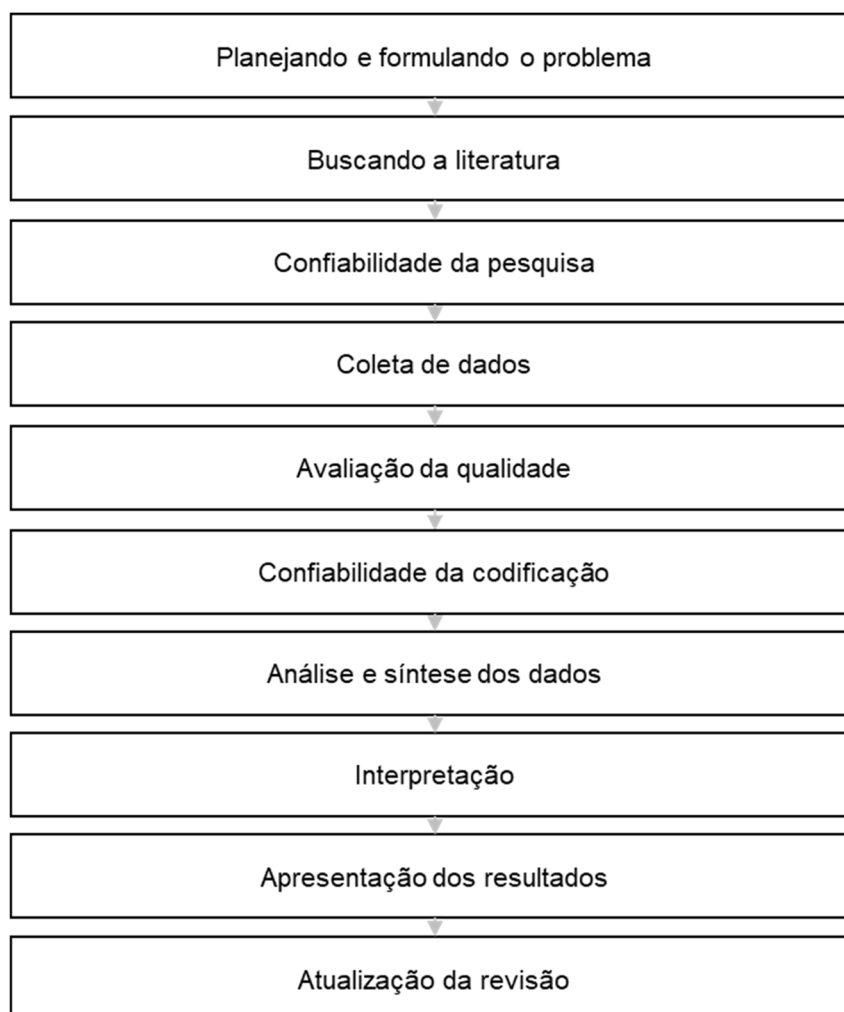 Planejando e formulando o problema
Buscando a literatura
Confiabilidade da pesquisa
Coleta de dados
Avaliação da qualidade
Confiabilidade da codificação
Análise e síntese dos dados
Interpretação
Apresentação dos resultados
Atualização da revisão